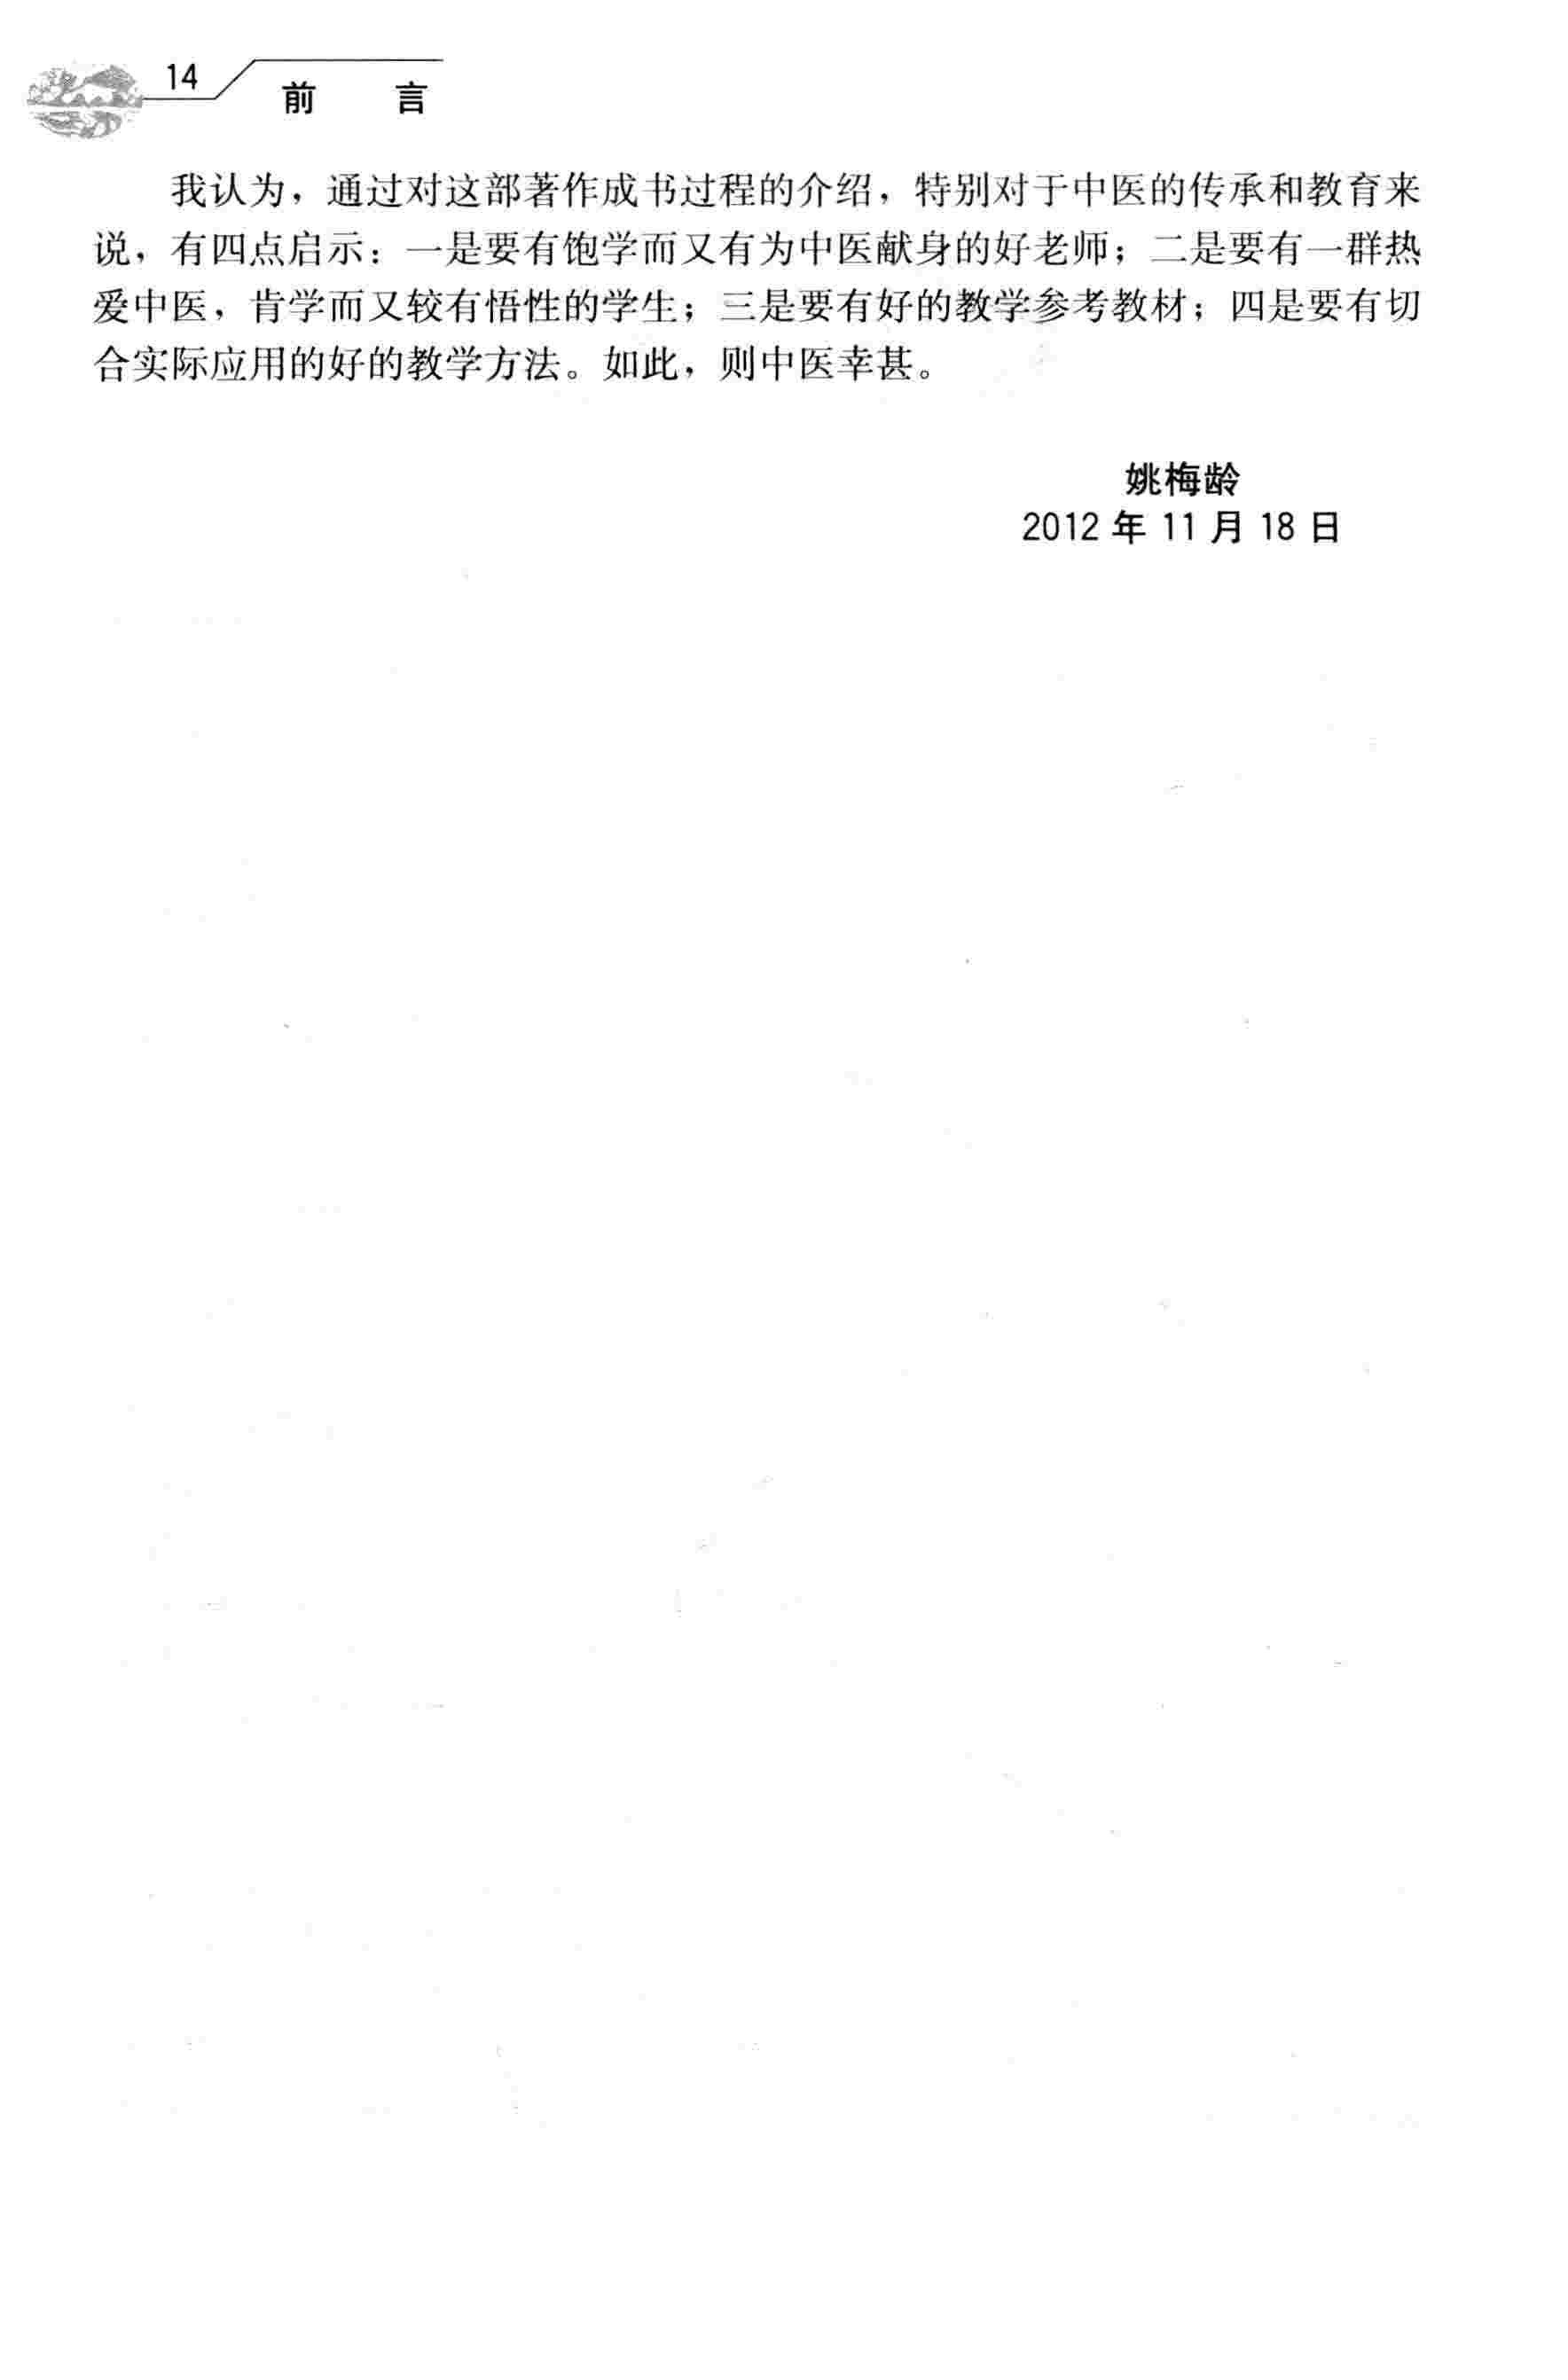 14
前 言
我认为，通过对这部著作成书过程的介绍，特别对于中医的传承和教育来
说，有四点启示：一是要有饱学而又有为中医献身的好老师；二是要有一群热
爱中医，肯学而又较有悟性的学生；三是要有好的教学参考教材；四是要有切
合实际应用的好的教学方法。如此，则中医幸甚。
姚梅龄
2012 年 11 月 18 日